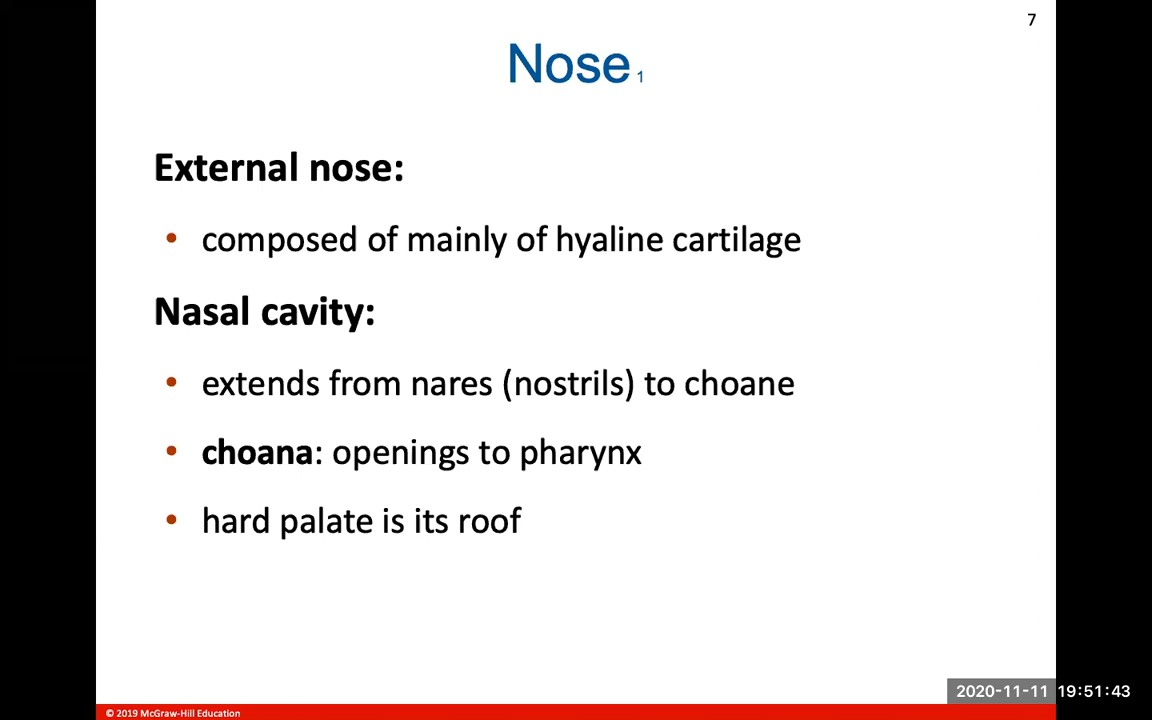 7
Nose 1
External nose:
• composed of mainly of hyaline cartilage
Nasal cavity:
• extends from nares (nostrils) to choane
• choana: openings to pharynx
• hard palate is its roof
2020-11-11 19:51:43
© 2019 McGraw-Hill Education